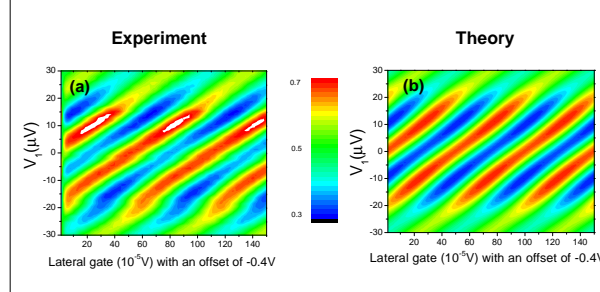 Experiment
Theory
(a)
(b)
30
20
10
0
-10
-20
-30
V1(μV)
20 40 60 80 100 120 140
Lateral gate (10-5V) with an offset of -0.4V
0.7
0.5
0.3
30
20
10
0
-10
-20
-30
V1(μV)
20 40 60 80 100 120 140
Lateral gate (10-5V) with an offset of -0.4V